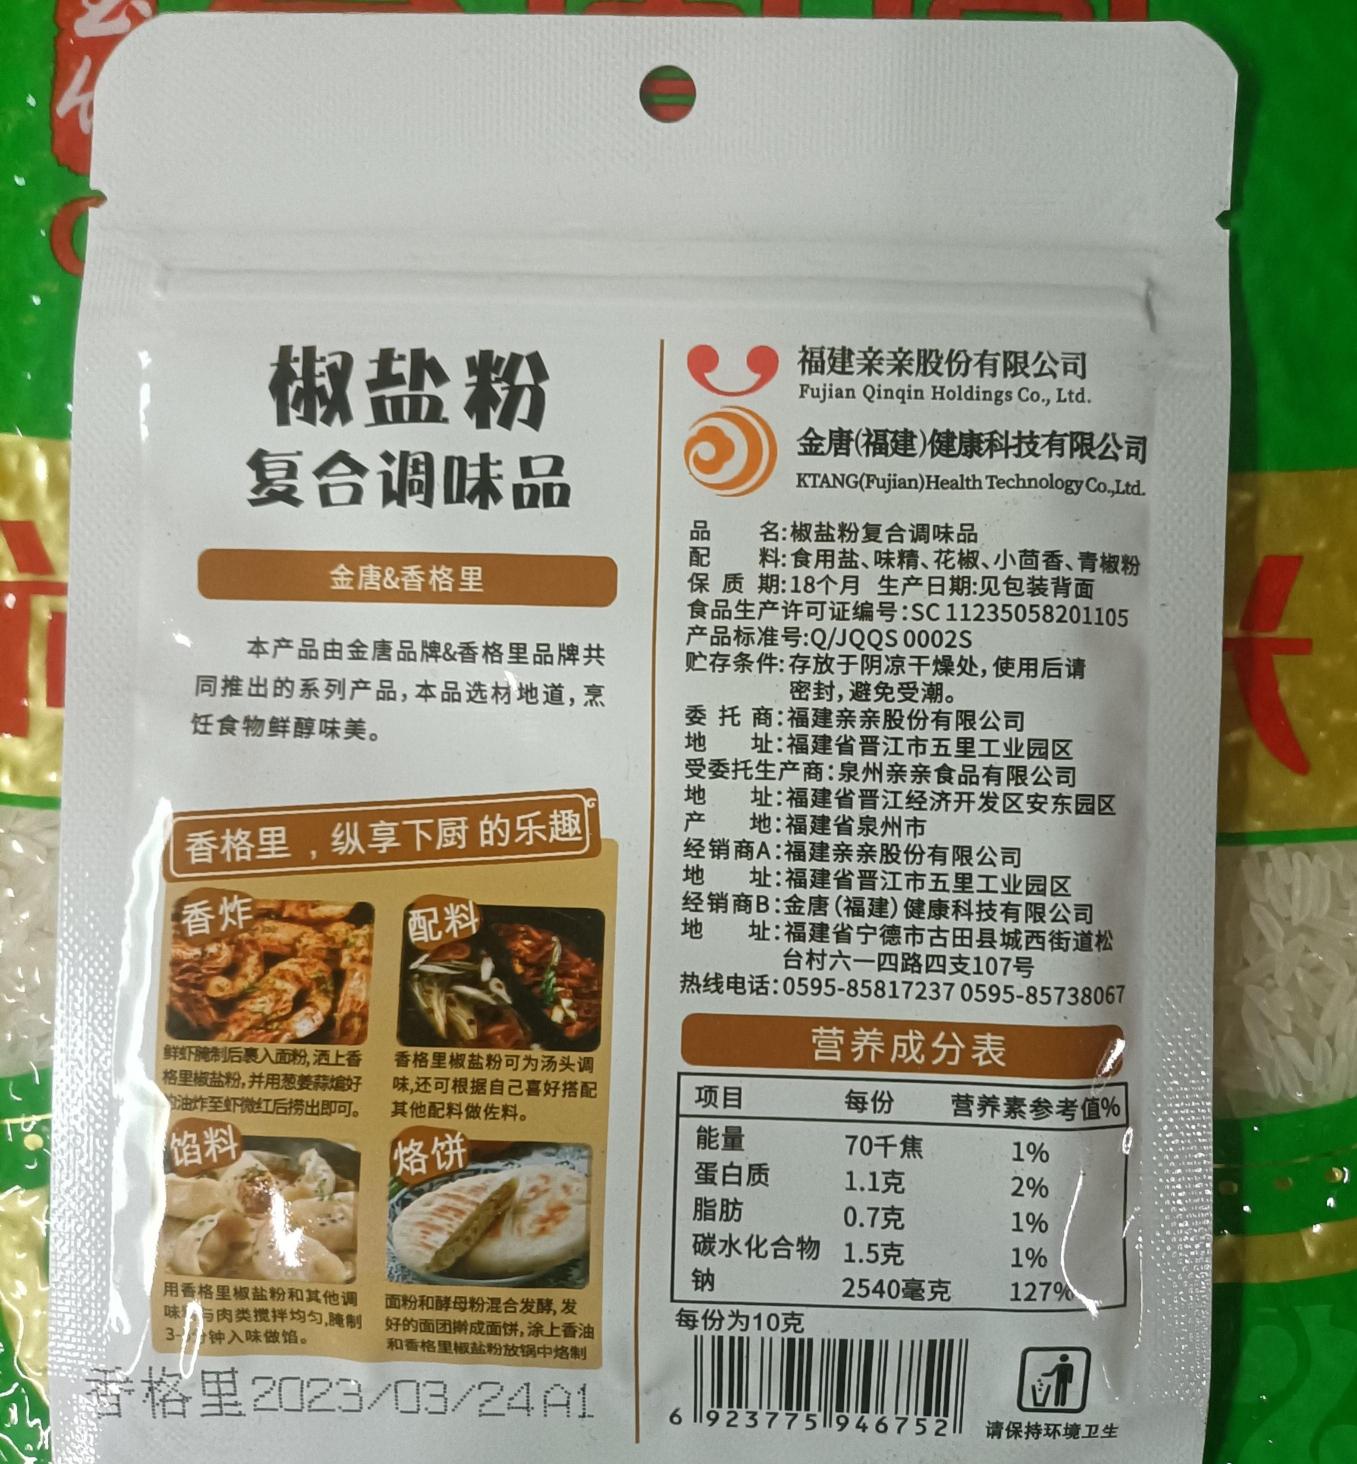 椒盐粉
复合调味品
金唐&香格里
本产品由金唐品牌&香格里品牌共
同推出的系列产品,本品选材地道,烹
饪食物鲜醇味美。
香格里,纵享下厨的乐趣
香炸
鲜虾腌制后裹入面粉,洒上香
格里椒盐粉,并用葱姜蒜煸好
油炸至虾微红后捞出即可。
配料
香格里椒盐粉可为汤头调
味,还可根据自己喜好搭配
其他配料做佐料。
馅料
用香格里椒盐粉和其他调
味 与肉类搅拌均匀,腌制
3- 分钟入味做馅。
烙饼
面粉和酵母粉混合发酵,发
好的面团擀成面饼,涂上香油
和香格里椒盐粉放锅中烙制
香格里2023/03/24A1
福建亲亲股份有限公司
Fujian Qinqin Holdings Co., Ltd.
金唐(福建)健康科技有限公司
KTANG(Fujian)Health Technology Co.,Ltd.
品 名:椒盐粉复合调味品
配 料:食用盐、味精、花椒、小茴香、青椒粉
保 质 期:18个月 生产日期:见包装背面
食品生产许可证编号:SC 11235058201105
产品标准号:Q/JQQS 0002S
贮存条件:存放于阴凉干燥处,使用后请
密封,避免受潮。
委 托 商:福建亲亲股份有限公司
地 址:福建省晋江市五里工业园区
受委托生产商:泉州亲亲食品有限公司
地 址:福建省晋江经济开发区安东园区
产 地:福建省泉州市
经销商A:福建亲亲股份有限公司
地 址:福建省晋江市五里工业园区
经销商B:金唐(福建)健康科技有限公司
地 址:福建省宁德市古田县城西街道松
台村六一四路四支107号
热线电话:0595-85817237 0595-85738067
营养成分表
项目 每份 营养素参考值%
能量 70千焦 1%
蛋白质 1.1克 2%
脂肪 0.7克 1%
碳水化合物 1.5克 1%
钠 2540毫克 127%
每份为10克
6 923775 946752
请保持环境卫生